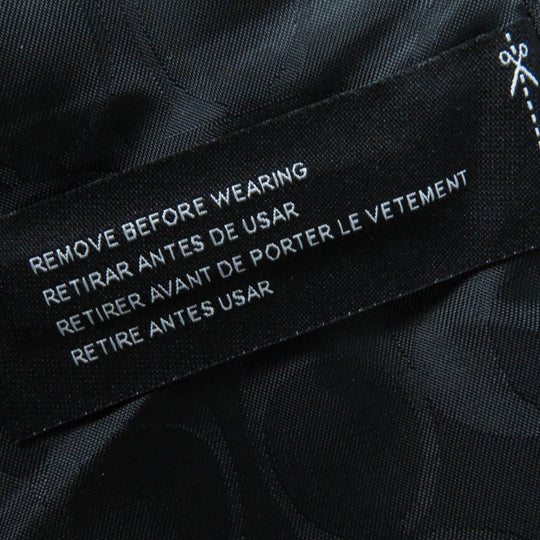 REMOVE BEFORE WEARING
RETIRAR ANTES DE USAR
RETIRER AVANT DE PORTER LE VETEMENT
RETIRE ANTES USAR